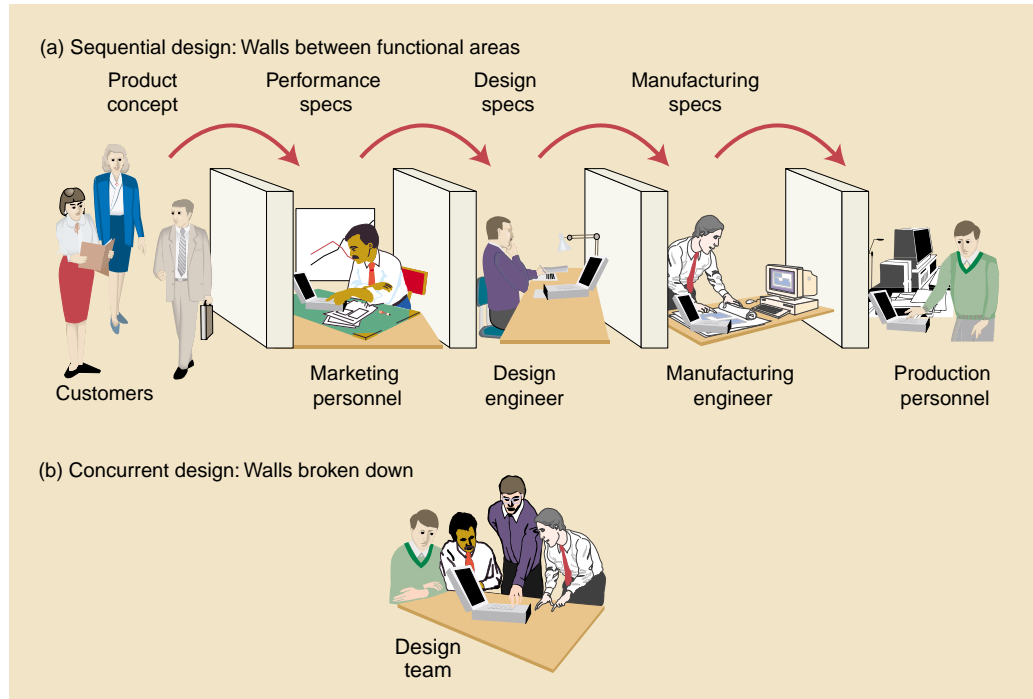 (a) Sequential design: Walls between functional areas
Product
concept
Performance
specs
Design
specs
Manufacturing
specs
Customers
Marketing
personnel
Design
engineer
Manufacturing
engineer
Production
personnel
(b) Concurrent design: Walls broken down
Design
team